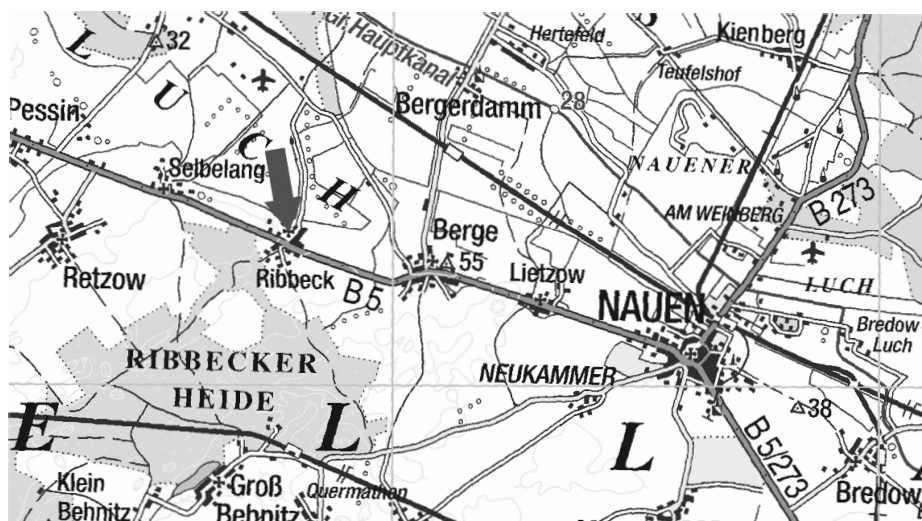 L
U
C
H
32
Gr. Hauptkanal
Hertefeld
Kienberg
Teufelshof
Pessin
Bergerdamm
28
NAUENER
Selbelang
B 273
AM WEINBERG
Berge
55
Retzow
Ribbeck
B 5
Lietzow
NAUEN
LUCH
Bredow
Luch
RIBBECKER
HEIDE
NEUKAMMER
38
E
L
L
B 5/273
Klein
Behnitz
Groß
Behnitz
Quermathen
Bredow